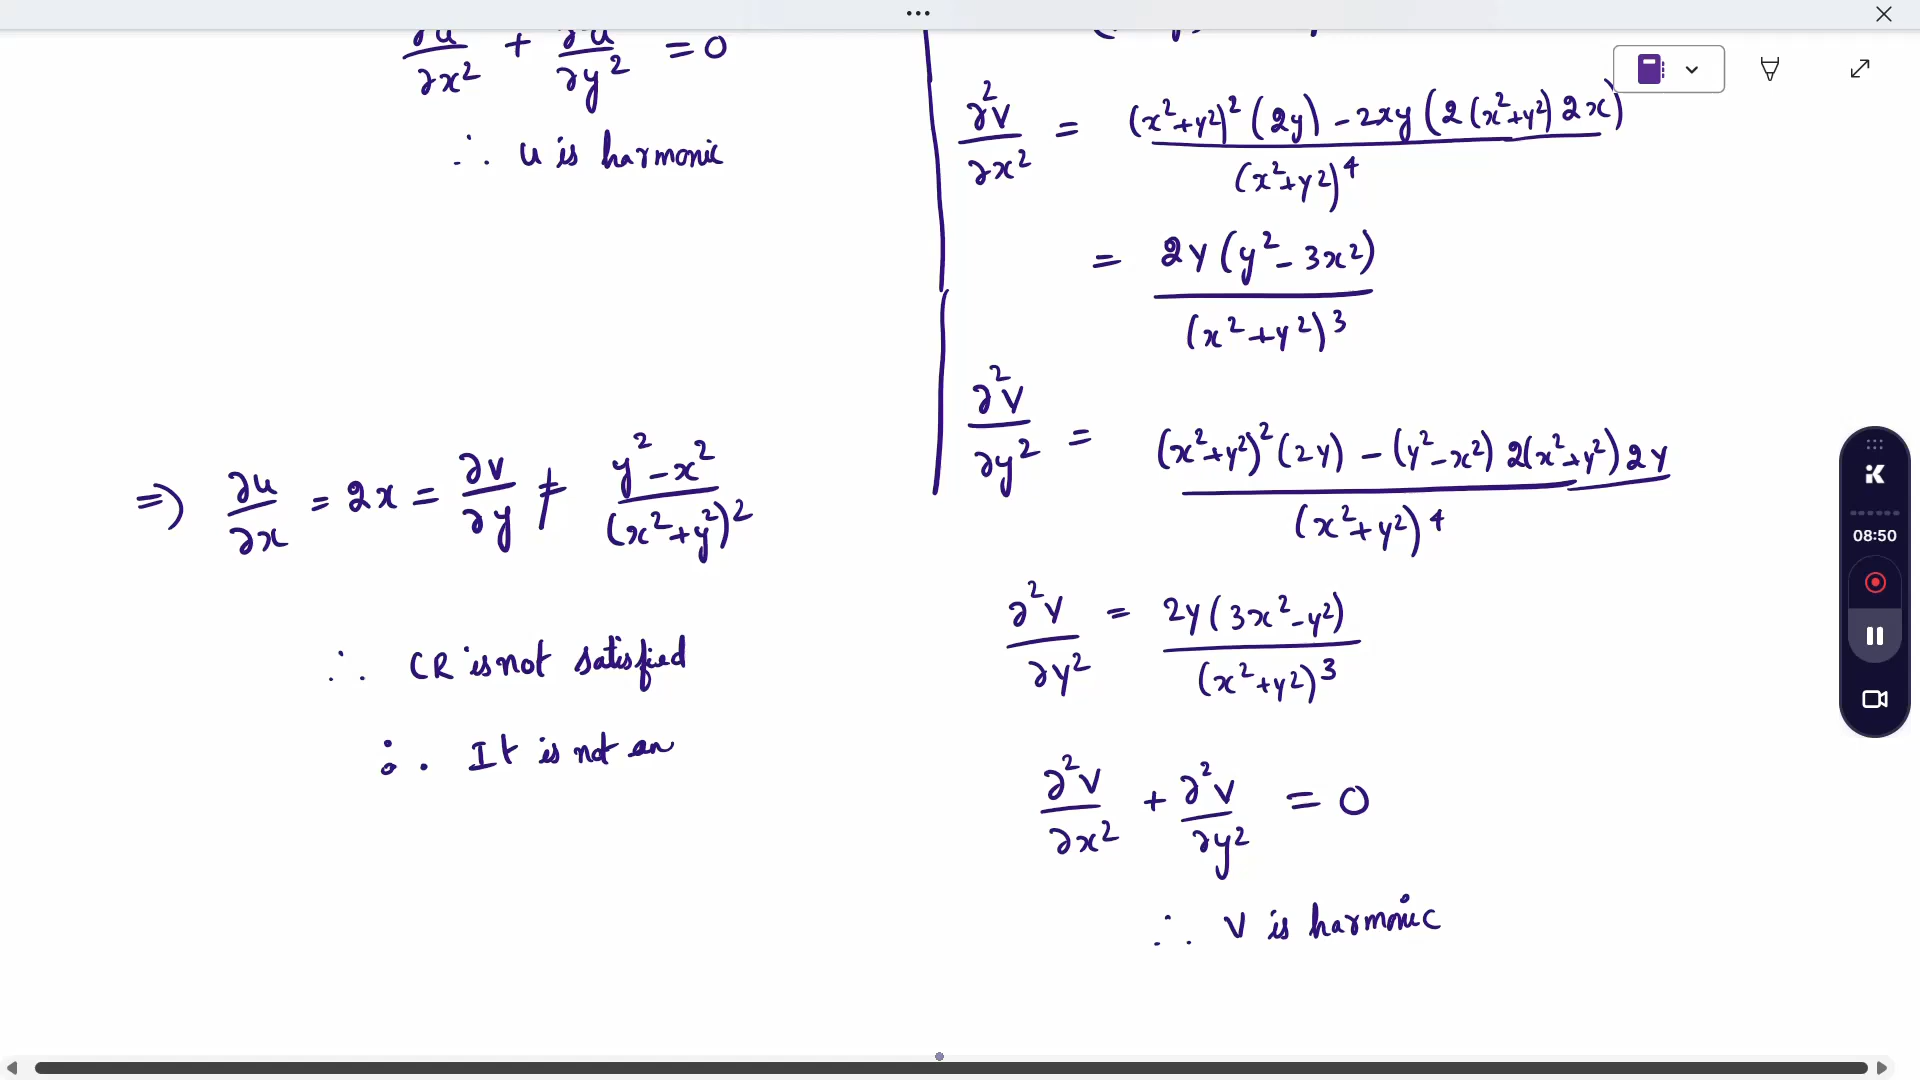 ∂²u/∂x² + ∂²u/∂y² = 0
∴ u is harmonic
⇒) ∂u/∂x = 2x = ∂v/∂y ≠ y²-x²/(x²+y²)²
∴ CR is not satisfied
∴ It is not an
∂²v/∂x² = (x²+y²)²(2y) - 2xy(2(x²+y²)2x)/(x²+y²)⁴
= 2y(y²-3x²)/(x²+y²)³
∂²v/∂y² = (x²+y²)²(2y) - (y²-x²) 2(x²+y²) 2y/(x²+y²)⁴
∂²v/∂y² = 2y(3x²-y²)/(x²+y²)³
∂²v/∂x² + ∂²v/∂y² = 0
∴ V is harmonic
08:50